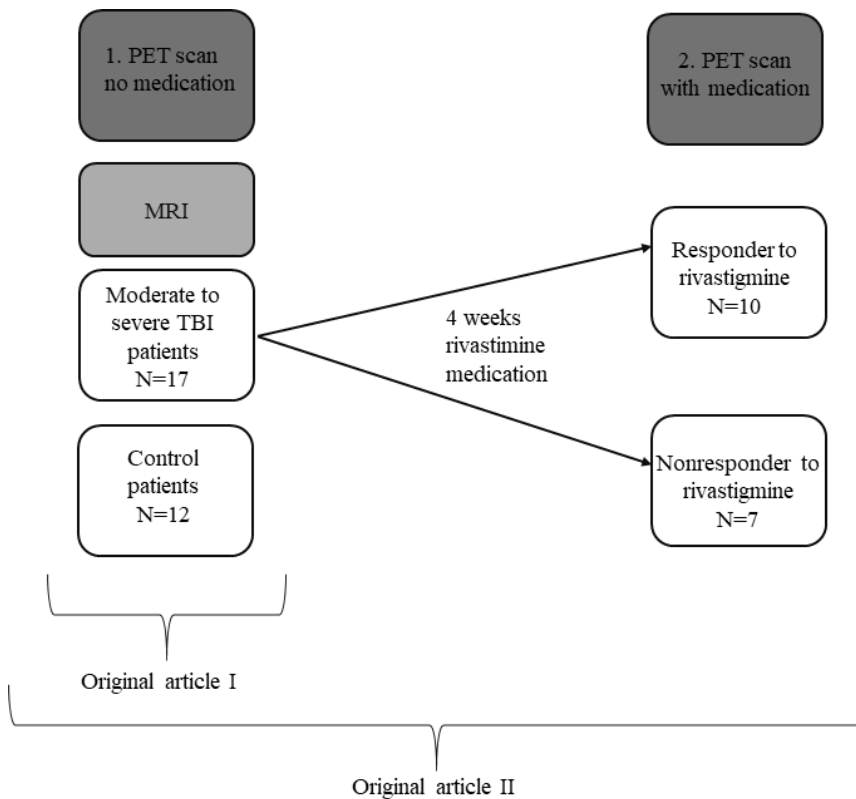 1. PET scan
no medication
2. PET scan
with medication
MRI
Moderate to
severe TBI
patients
N=17
4 weeks
rivastimine
medication
Responder to
rivastigmine
N=10
Control
patients
N=12
Nonresponder to
rivastigmine
N=7
Original article I
Original article II